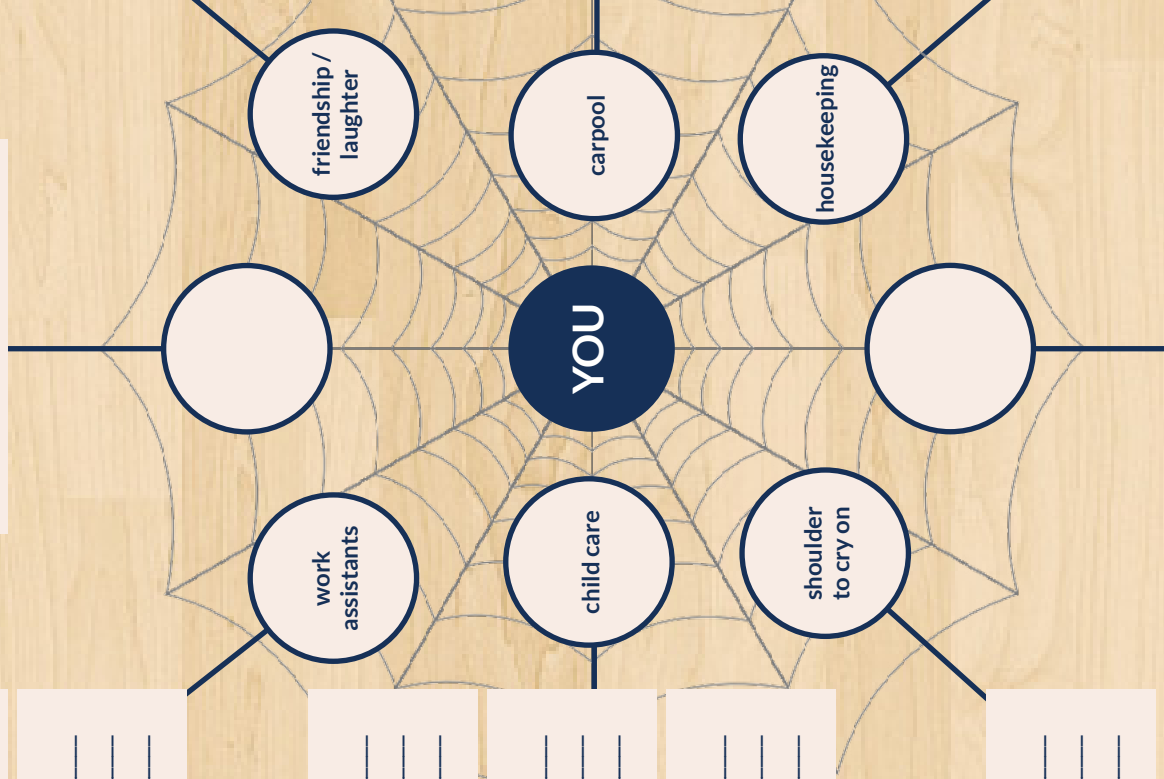 work
assistants
friendship /
laughter
child care
YOU
carpool
shoulder
to cry on
housekeeping